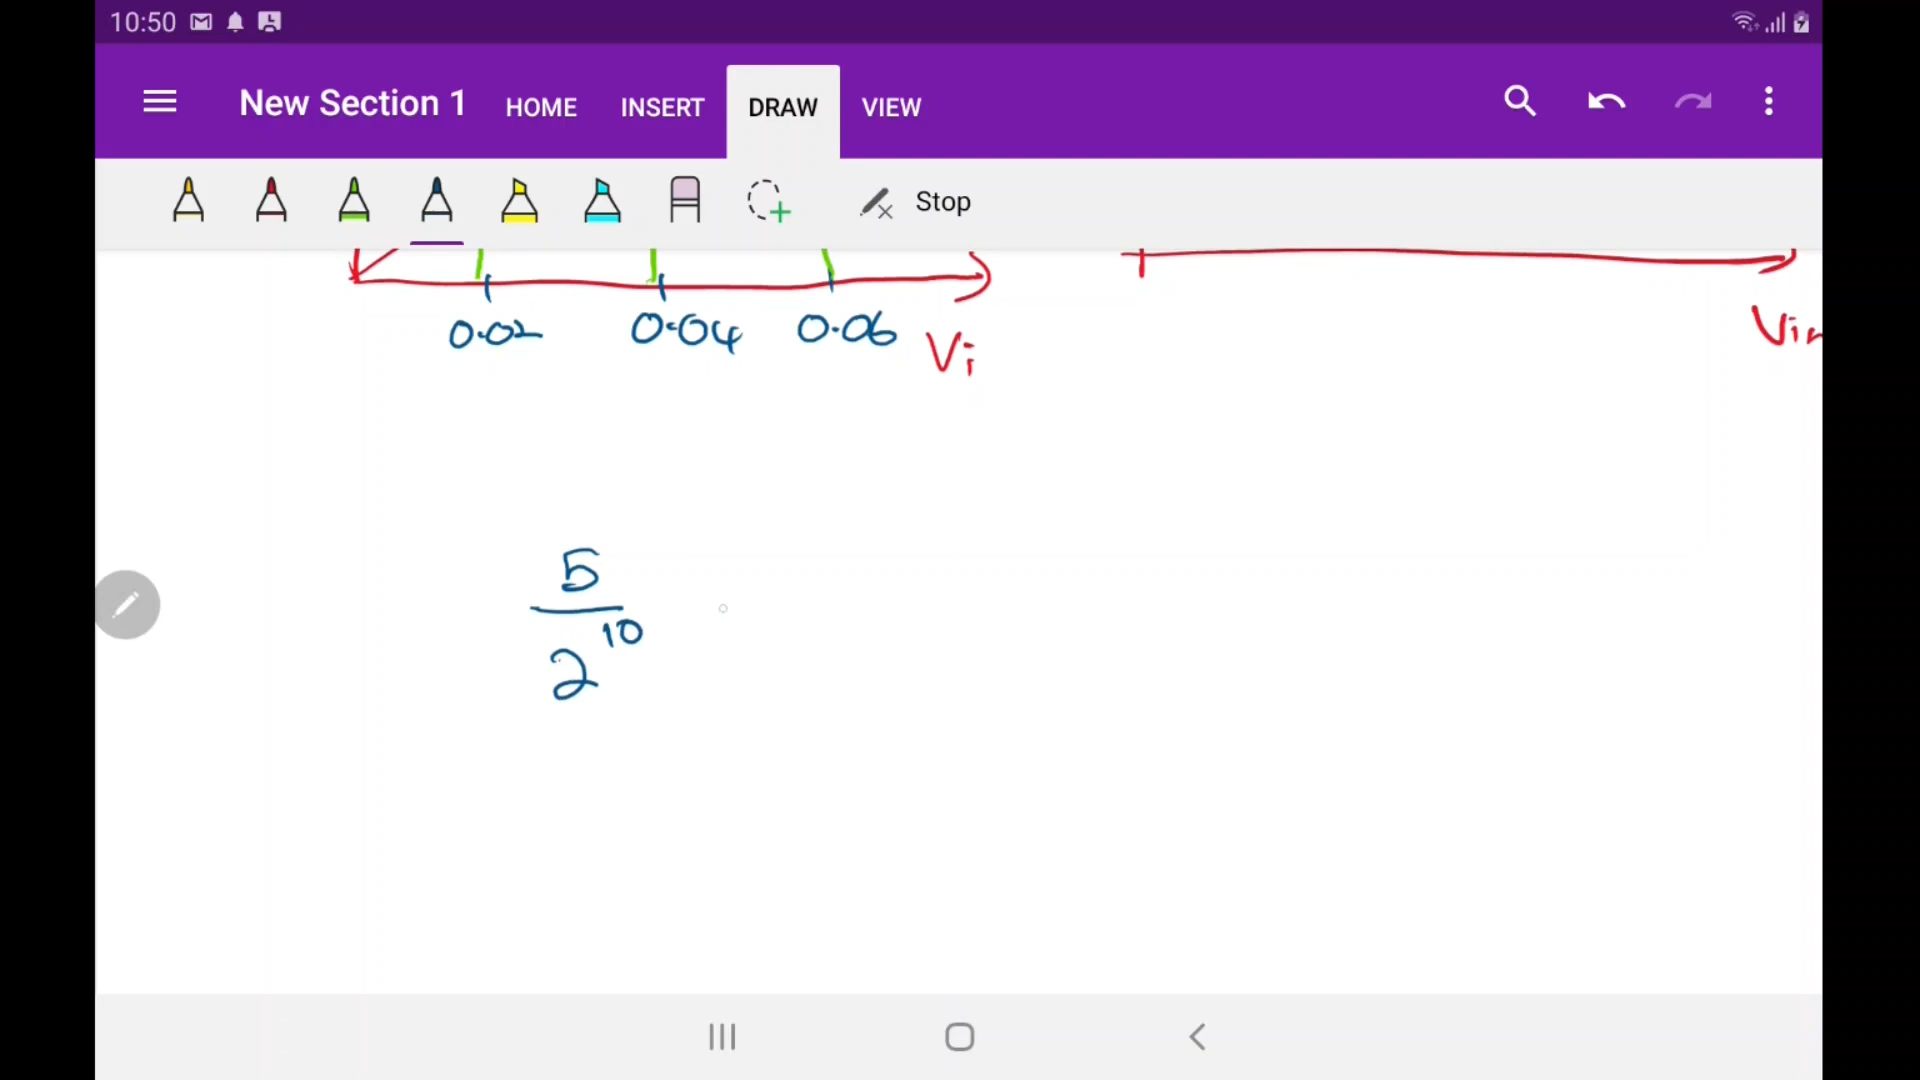 10:50
New Section 1 HOME INSERT DRAW VIEW
Stop
0.02 0.04 0.06 Vi
5
2^10